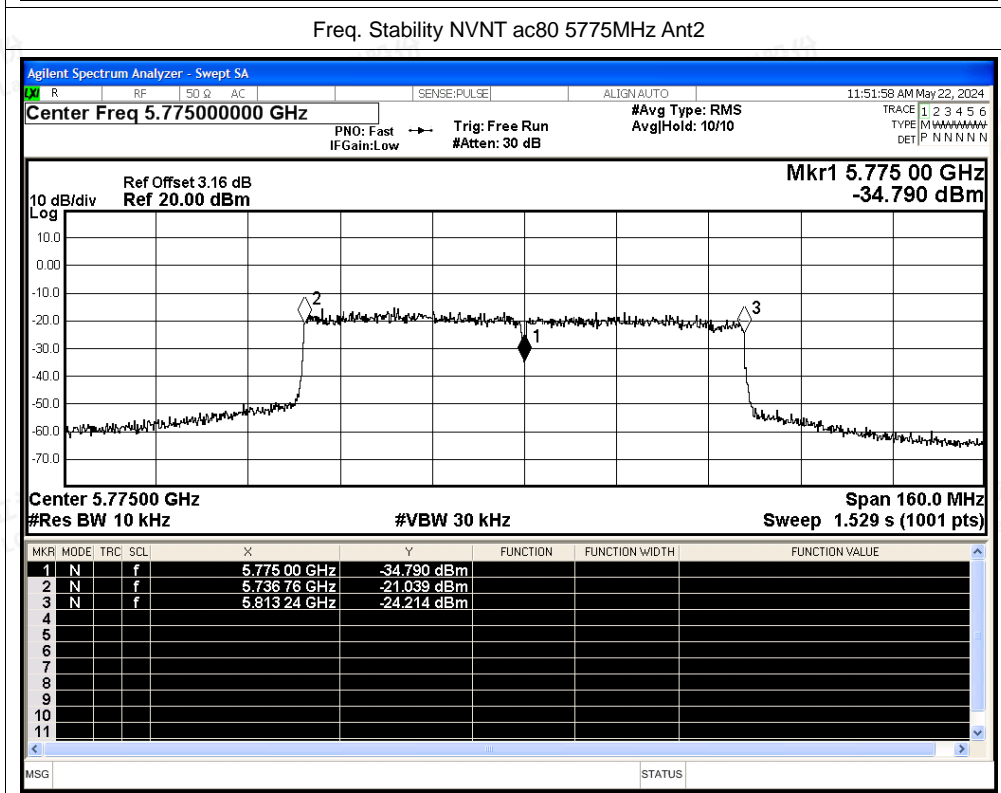 Freq. Stability NVNT ac80 5775MHz Ant2
Agilent Spectrum Analyzer - Swept SA
LXI R RF 50 Ω AC SENSE:PULSE ALIGN AUTO 11:51:58 AM May 22, 2024
Center Freq 5.775000000 GHz
PNO: Fast
IFGain:Low
Trig: Free Run
#Atten: 30 dB
#Avg Type: RMS
Avg|Hold: 10/10
TRACE 1 2 3 4 5 6
TYPE M WWWWW
DET P N N N N N
Mkr1 5.775 00 GHz
-34.790 dBm
Ref Offset 3.16 dB
10 dB/div Ref 20.00 dBm
Log
10.0
0.00
-10.0
-20.0
-30.0
-40.0
-50.0
-60.0
-70.0
2
1
3
Center 5.77500 GHz Span 160.0 MHz
#Res BW 10 kHz #VBW 30 kHz Sweep 1.529 s (1001 pts)
MKR MODE TRC SCL X Y FUNCTION FUNCTION WIDTH FUNCTION VALUE
1 N f 5.775 00 GHz -34.790 dBm
2 N f 5.736 76 GHz -21.039 dBm
3 N f 5.813 24 GHz -24.214 dBm
4
5
6
7
8
9
10
11
MSG STATUS